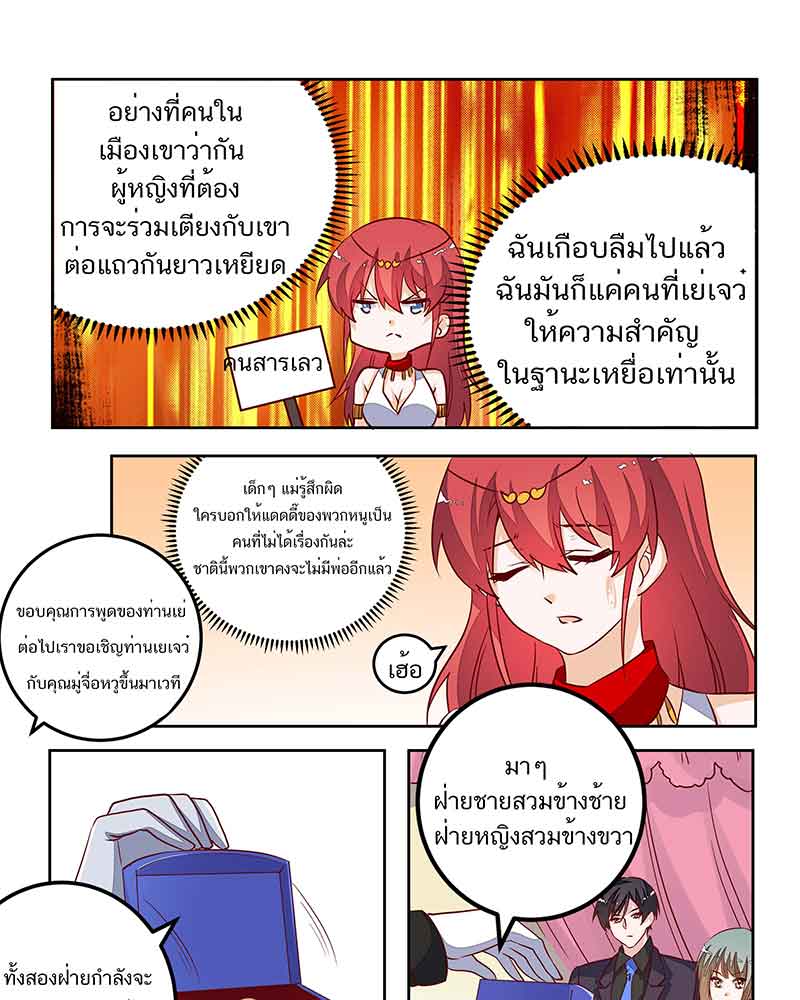 อย่างที่คนใน
เมืองเขาว่ากัน
ผู้หญิงที่ต้อง
การจะร่วมเตียงกับเขา
ต่อแถวกันยาวเหยียด
ฉันเกือบลืมไปแล้ว
ฉันมันก็แค่คนที่เย่เจว๋
ให้ความสำคัญ
ในฐานะเหยื่อเท่านั้น
คนสารเลว
เด็กๆ แม่รู้สึกผิด
ใครบอกให้แดดดี๊ของพวกหนูเป็น
คนที่ไม่ได้เรื่องกันล่ะ
ชาตินี้พวกเขาคงจะไม่มีพ่ออีกแล้ว
ขอบคุณการพูดของท่านเย่
ต่อไปเราขอเชิญท่านเยเจว๋
กับคุณมู่จื่อหวูขึ้นมาเวที
เฮ้อ
มาๆ
ฝ่ายชายสวมข้างซ้าย
ฝ่ายหญิงสวมข้างขวา
ทั้งสองฝ่ายกำลังจะ